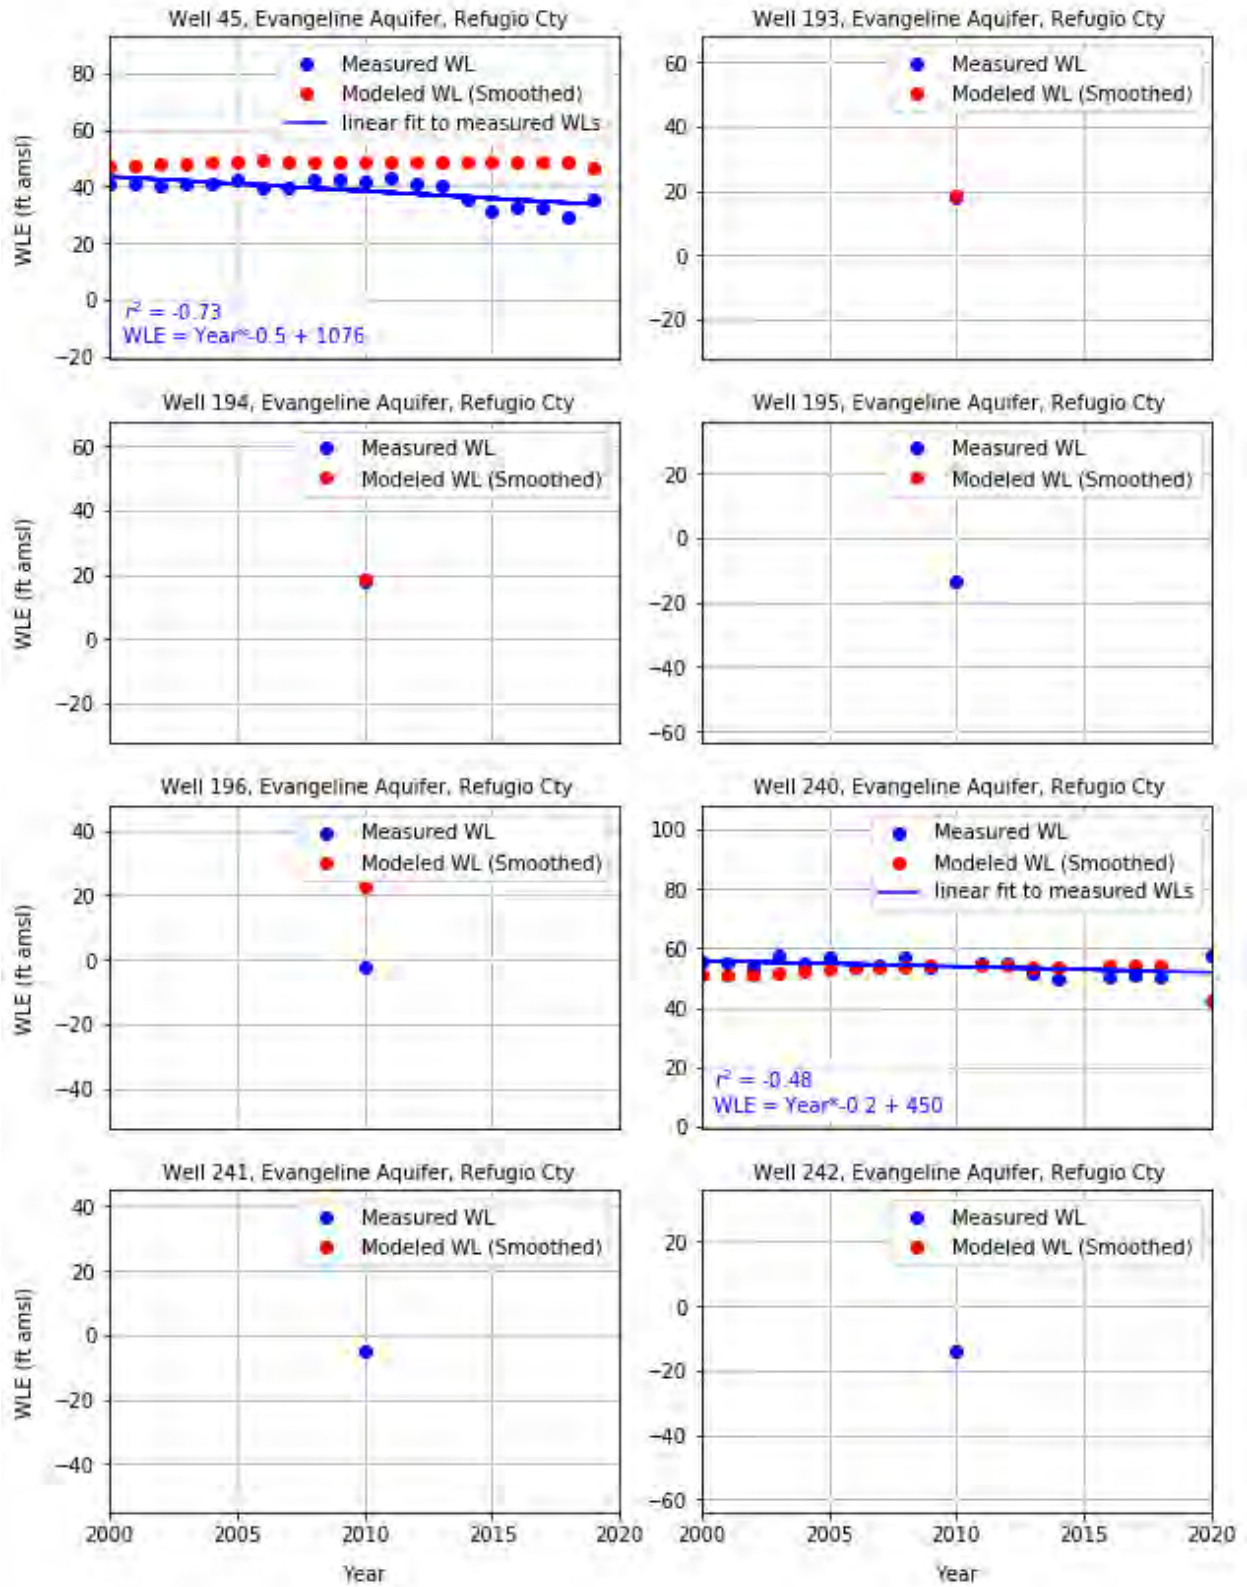 Well 45, Evangeline Aquifer, Refugio Cty
WLE (ft amsl)
80
60
40
20
0
−20
Measured WL
Modeled WL (Smoothed)
linear fit to measured WLs
r² = -0.73
WLE = Year*-0.5 + 1076
Well 193, Evangeline Aquifer, Refugio Cty
60
40
20
0
−20
Measured WL
Modeled WL (Smoothed)
Well 194, Evangeline Aquifer, Refugio Cty
WLE (ft amsl)
60
40
20
0
−20
Measured WL
Modeled WL (Smoothed)
Well 195, Evangeline Aquifer, Refugio Cty
20
0
−20
−40
−60
Measured WL
Modeled WL (Smoothed)
Well 196, Evangeline Aquifer, Refugio Cty
WLE (ft amsl)
40
20
0
−20
−40
Measured WL
Modeled WL (Smoothed)
Well 240, Evangeline Aquifer, Refugio Cty
100
80
60
40
20
0
Measured WL
Modeled WL (Smoothed)
linear fit to measured WLs
r² = -0.48
WLE = Year*-0.2 + 450
Well 241, Evangeline Aquifer, Refugio Cty
WLE (ft amsl)
40
20
0
−20
−40
Measured WL
Modeled WL (Smoothed)
2000 2005 2010 2015 2020
Year
Well 242, Evangeline Aquifer, Refugio Cty
20
0
−20
−40
−60
Measured WL
Modeled WL (Smoothed)
2000 2005 2010 2015 2020
Year